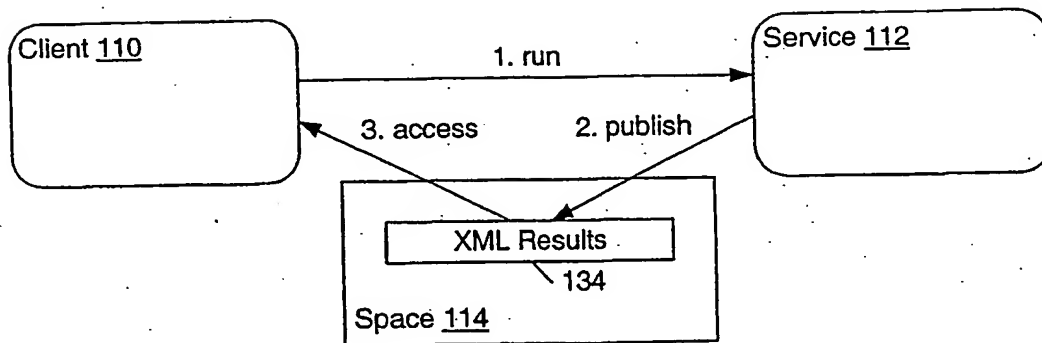 Client 110
Service 112
1. run
3. access
2. publish
XML Results
134
Space 114